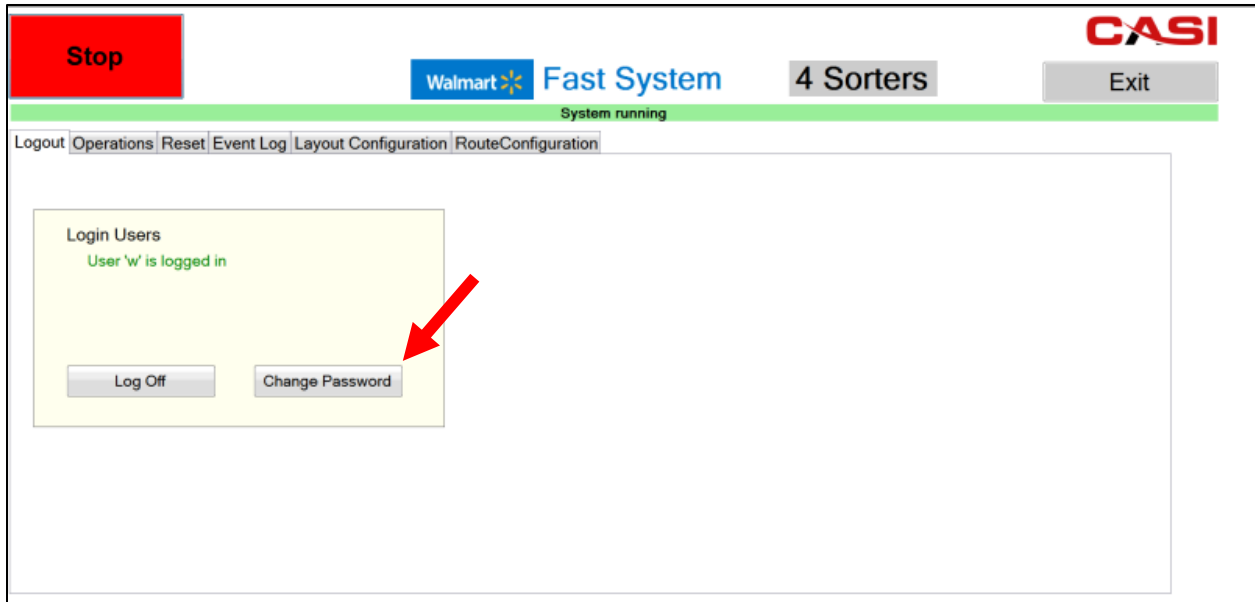 Stop
CASI
Walmart Fast System 4 Sorters Exit
System running
Logout Operations Reset Event Log Layout Configuration RouteConfiguration
Login Users
User 'w' is logged in
Log Off Change Password